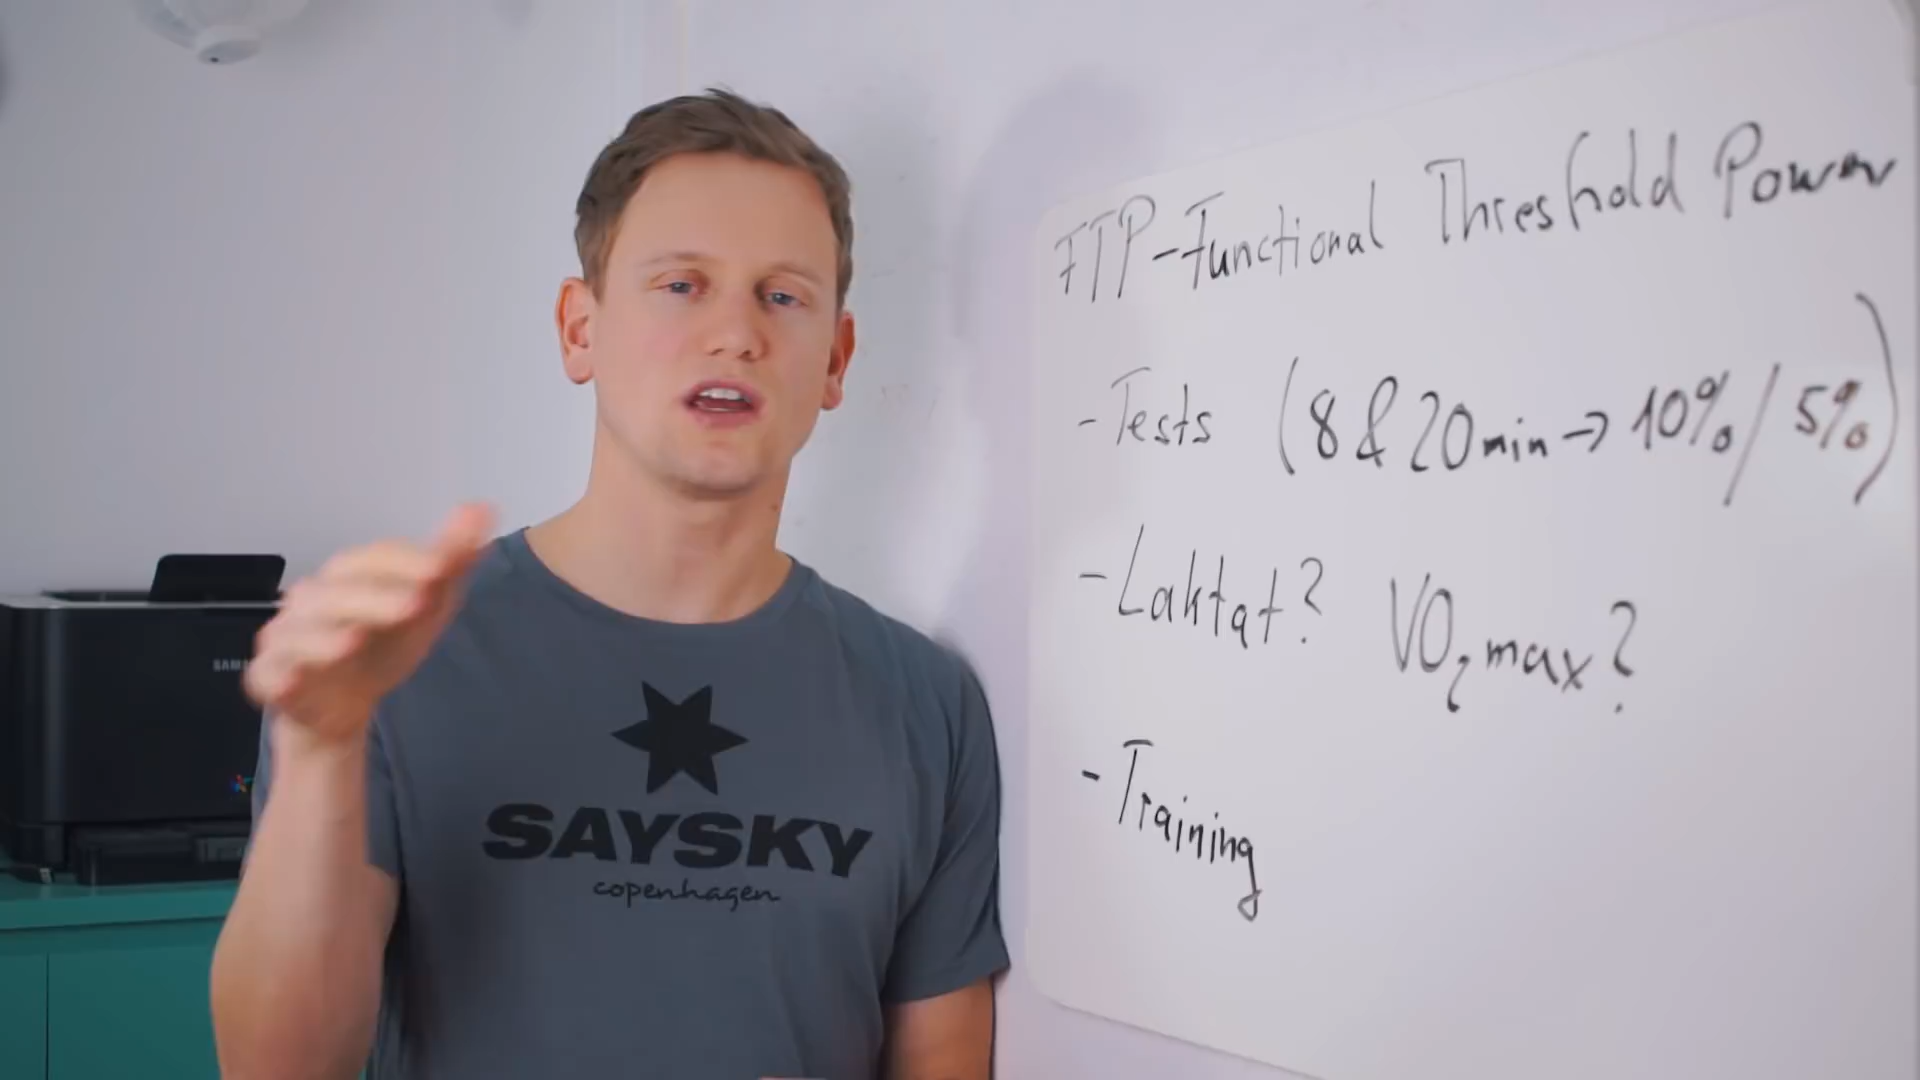 FTP-Functional Threshold Power
- Tests (8 & 20min → 10% / 5%)
- Laktat? VO₂max?
- Training
SAYSKY
copenhagen